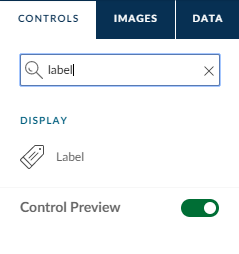 CONTROLS IMAGES DATA
label
DISPLAY
Label
Control Preview